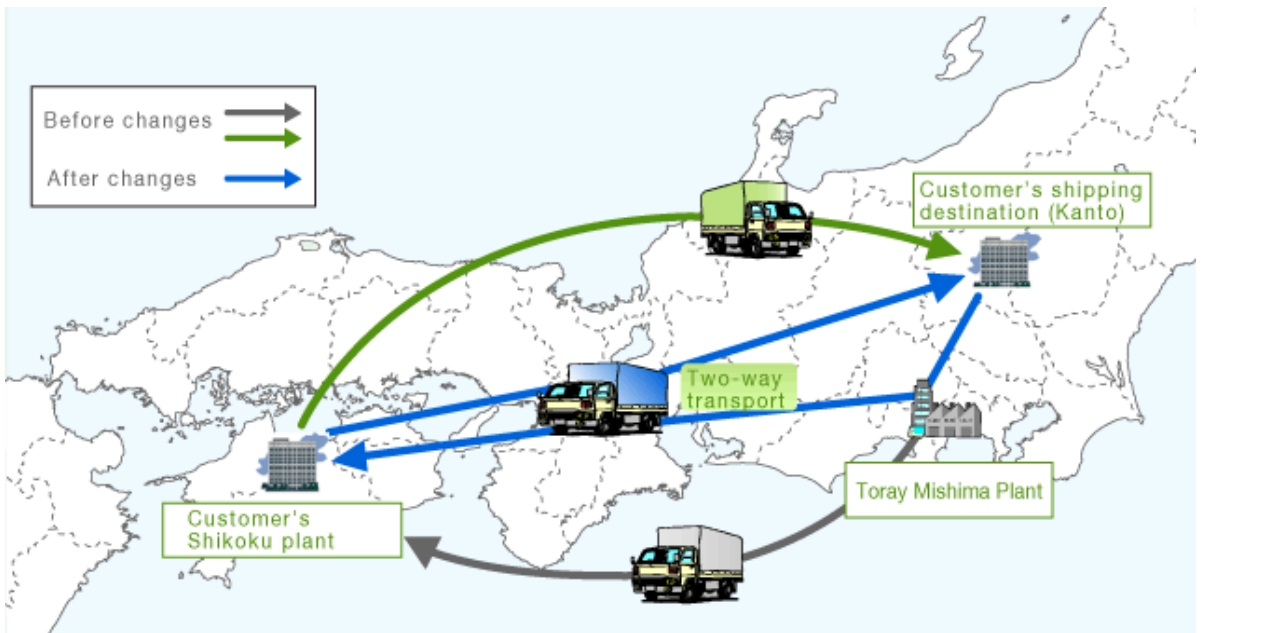 Before changes
After changes
Customer's shipping
destination (Kanto)
Two-way
transport
Toray Mishima Plant
Customer's
Shikoku plant